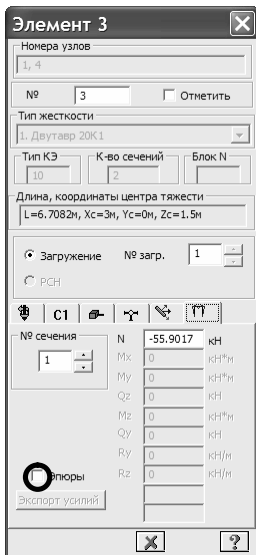 Элемент 3
Номера узлов
1, 4
№ 3 Отметить
Тип жесткости
1. Двутавр 20К1
Тип КЭ К-во сечений Блок N
10 2
Длина, координаты центра тяжести
L=6.7082м, Xc=3м, Yc=0м, Zc=1.5м
Загружение № загр. 1
РСН
С1
№ сечения
1
N -55.9017 кН
Mx 0 кН*м
My 0 кН*м
Qz 0 кН
Mz 0 кН*м
Qy 0 кН
Ry 0 кН/м
Rz 0 кН/м
Эпюры
Экспорт усилий
?